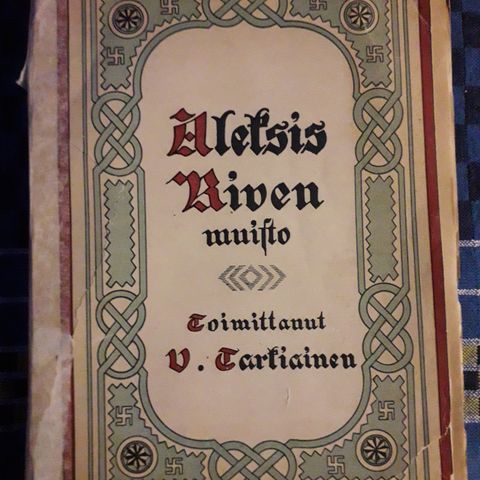 Aleksis
Kiven
muisto
Toimittanut
V. Tarkiainen